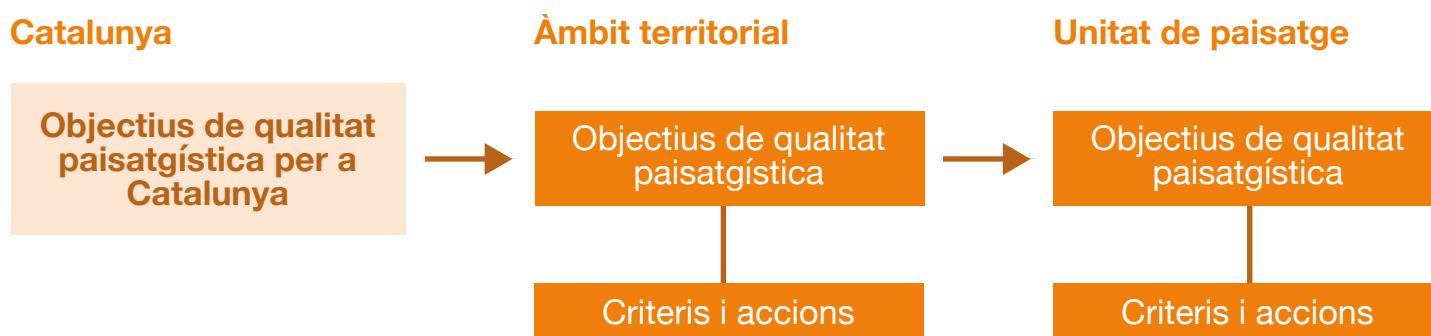 Catalunya
Àmbit territorial
Unitat de paisatge
Objectius de qualitat
paisatgística per a
Catalunya
Objectius de qualitat
paisatgística
Objectius de qualitat
paisatgística
Criteris i accions
Criteris i accions